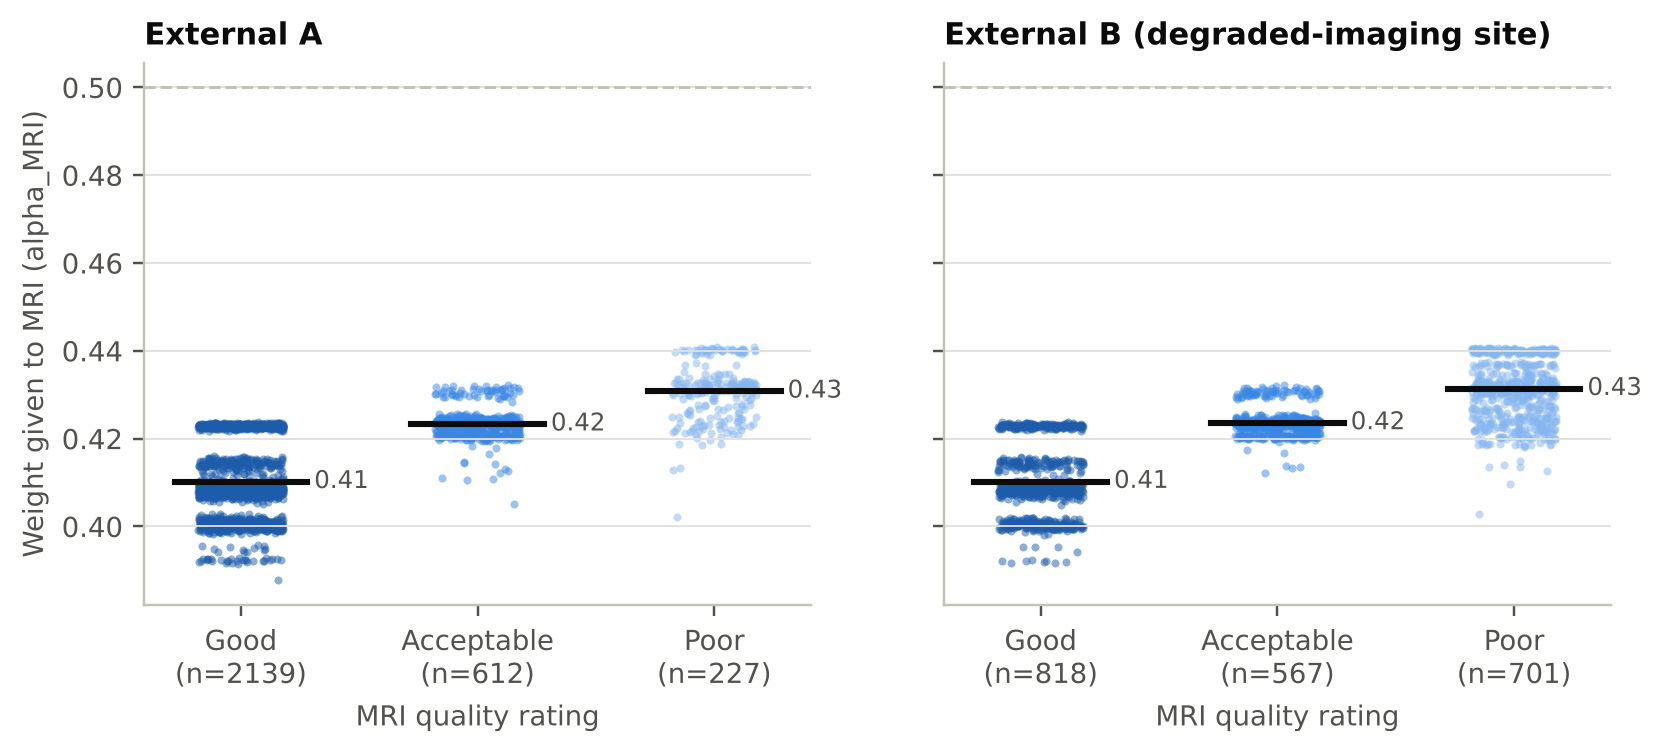 External A
External B (degraded-imaging site)
Weight given to MRI (alpha_MRI)
0.50
0.48
0.46
0.44
0.42
0.40
0.41
0.42
0.43
0.41
0.42
0.43
Good
(n=2139)
Acceptable
(n=612)
Poor
(n=227)
MRI quality rating
Good
(n=818)
Acceptable
(n=567)
Poor
(n=701)
MRI quality rating